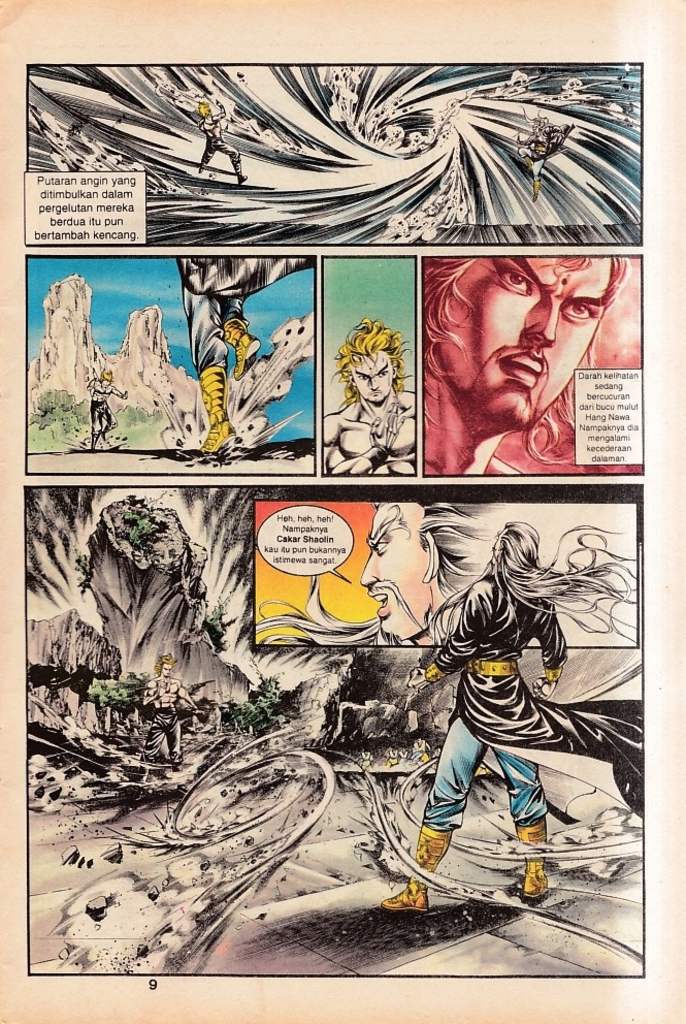 Putaran angin yang
ditimbulkan dalam
pergelutan mereka
berdua itu pun
bertambah kencang.
Darah kelihatan
sedang
bercucuran
dari bucu mulut
Hang Nawa.
Nampaknya dia
mengalami
kecederaan
dalaman.
Heh, heh, heh!
Nampaknya
Cakar Shaolin
kau itu pun bukannya
istimewa sangat.
9